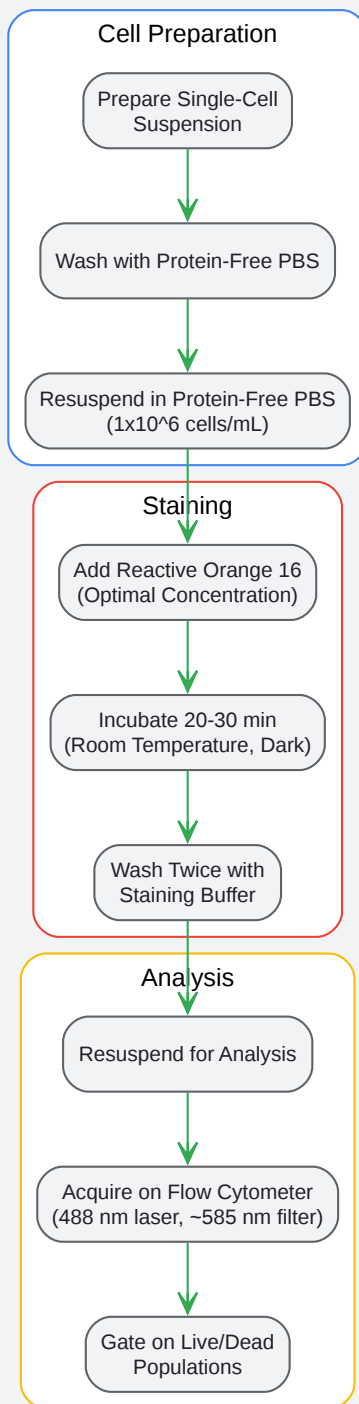 Cell Preparation
Prepare Single-Cell
Suspension
Wash with Protein-Free PBS
Resuspend in Protein-Free PBS
(1x10^6 cells/mL)
Staining
Add Reactive Orange 16
(Optimal Concentration)
Incubate 20-30 min
(Room Temperature, Dark)
Wash Twice with
Staining Buffer
Analysis
Resuspend for Analysis
Acquire on Flow Cytometer
(488 nm laser, ~585 nm filter)
Gate on Live/Dead
Populations